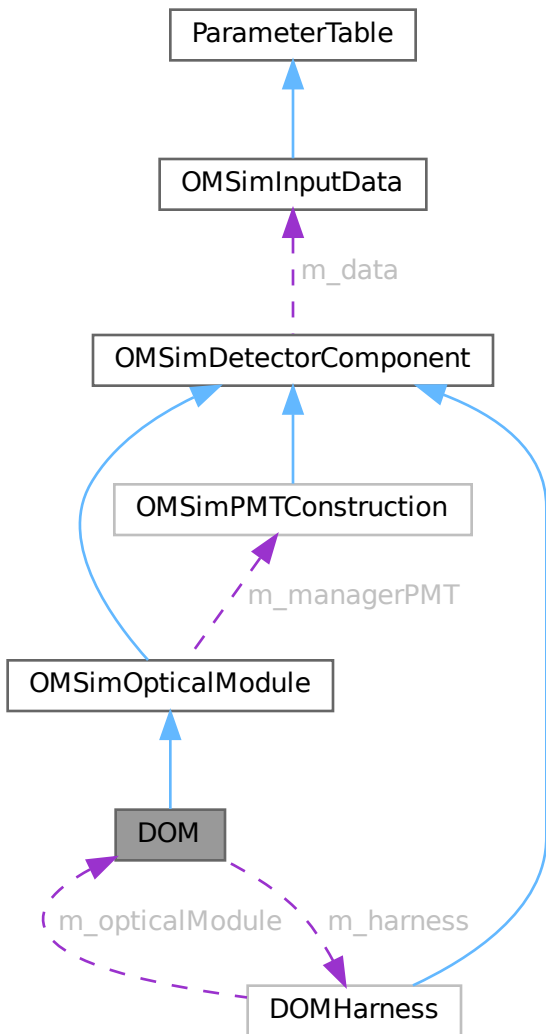 ParameterTable
OMSimInputData
m_data
OMSimDetectorComponent
OMSimPMTConstruction
m_managerPMT
OMSimOpticalModule
DOM
m_opticalModule
m_harness
DOMHarness